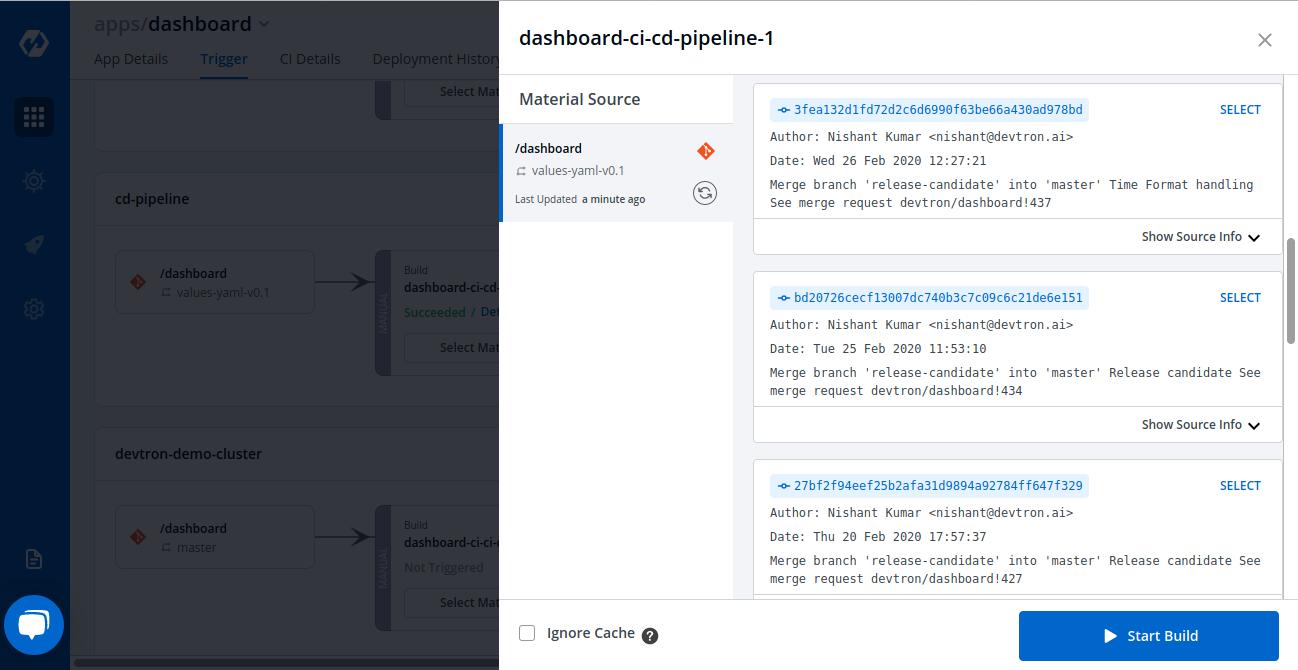 apps/dashboard
App Details Trigger CI Details Deployment History
Select Mat
cd-pipeline
/dashboard
values-yaml-v0.1
MANUAL
Build
dashboard-ci-cd-
Succeeded / Det
Select Mat
devtron-demo-cluster
/dashboard
master
MANUAL
Build
dashboard-ci-ci-c
Not Triggered
Select Mat
dashboard-ci-cd-pipeline-1
Material Source
/dashboard
values-yaml-v0.1
Last Updated a minute ago
3fea132d1fd72d2c6d6990f63be66a430ad978bd SELECT
Author: Nishant Kumar <nishant@devtron.ai>
Date: Wed 26 Feb 2020 12:27:21
Merge branch 'release-candidate' into 'master' Time Format handling
See merge request devtron/dashboard!437
Show Source Info
bd20726cecf13007dc740b3c7c09c6c21de6e151 SELECT
Author: Nishant Kumar <nishant@devtron.ai>
Date: Tue 25 Feb 2020 11:53:10
Merge branch 'release-candidate' into 'master' Release candidate See
merge request devtron/dashboard!434
Show Source Info
27bf2f94eef25b2afa31d9894a92784ff647f329 SELECT
Author: Nishant Kumar <nishant@devtron.ai>
Date: Thu 20 Feb 2020 17:57:37
Merge branch 'release-candidate' into 'master' Release candidate See
merge request devtron/dashboard!427
Ignore Cache ?
Start Build